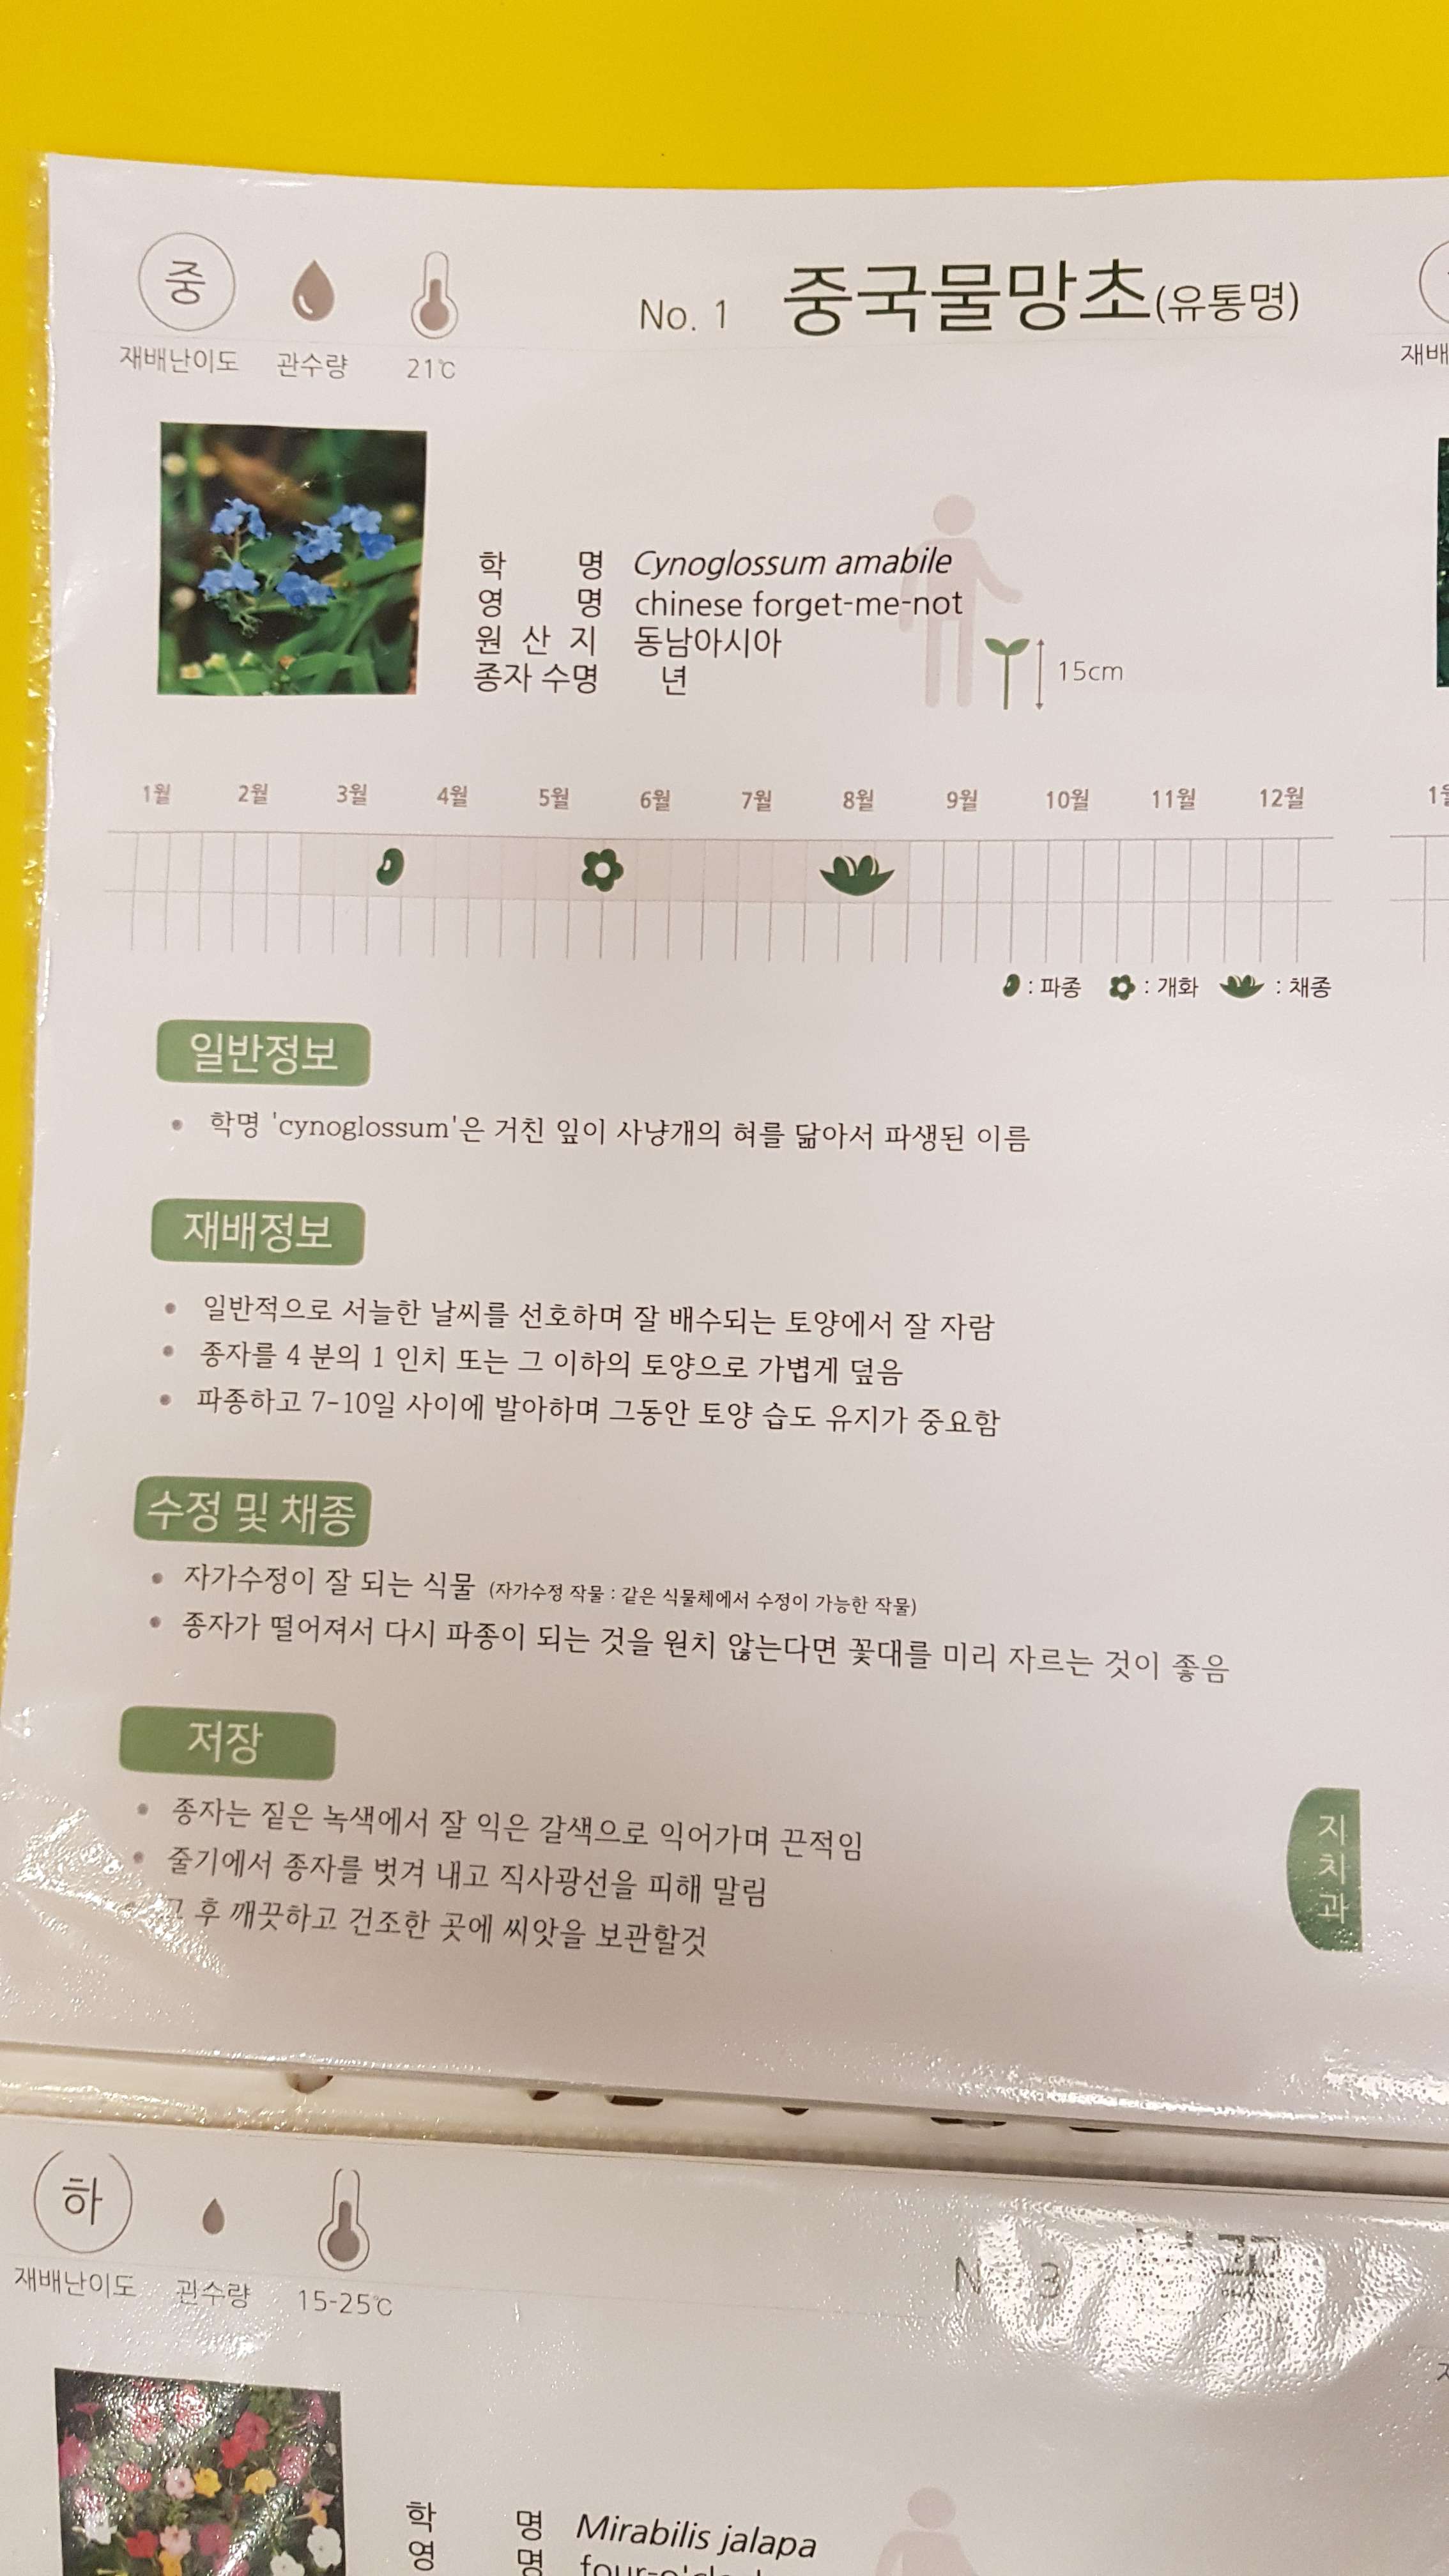 중
재배난이도
관수량
21℃
No. 1 중국물망초(유통명)
재배
학 명 Cynoglossum amabile
영 명 chinese forget-me-not
원 산 지 동남아시아
종자 수명 년
15cm
1월 2월 3월 4월 5월 6월 7월 8월 9월 10월 11월 12월
: 파종 : 개화 : 채종
일반정보
• 학명 'cynoglossum'은 거친 잎이 사냥개의 혀를 닮아서 파생된 이름
재배정보
• 일반적으로 서늘한 날씨를 선호하며 잘 배수되는 토양에서 잘 자람
• 종자를 4 분의 1 인치 또는 그 이하의 토양으로 가볍게 덮음
• 파종하고 7-10일 사이에 발아하며 그동안 토양 습도 유지가 중요함
수정 및 채종
• 자가수정이 잘 되는 식물 (자가수정 작물 : 같은 식물체에서 수정이 가능한 작물)
• 종자가 떨어져서 다시 파종이 되는 것을 원치 않는다면 꽃대를 미리 자르는 것이 좋음
저장
• 종자는 짙은 녹색에서 잘 익은 갈색으로 익어가며 끈적임
• 줄기에서 종자를 벗겨 내고 직사광선을 피해 말림
• 그 후 깨끗하고 건조한 곳에 씨앗을 보관할것
지치과
하
재배난이도
관수량
15-25℃
학 명 Mirabilis jalapa
영 명